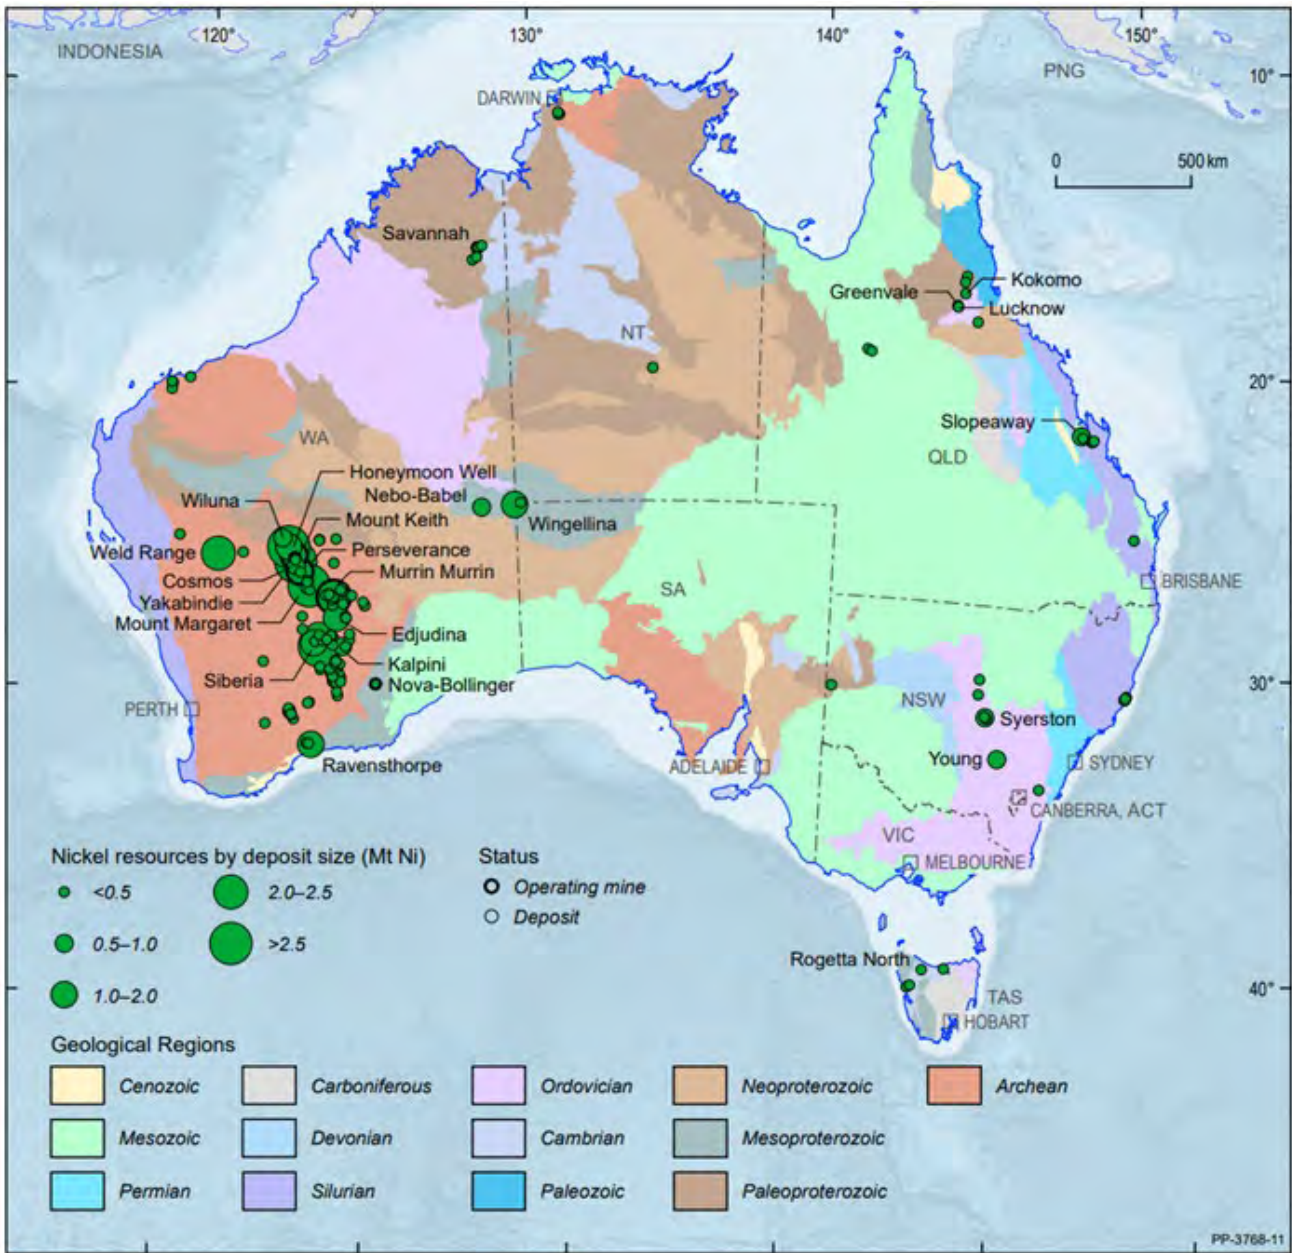 120°
130°
140°
150°
INDONESIA
PNG
10°
DARWIN
0
500 km
Savannah
Kokomo
Greenvale
Lucknow
NT
20°
Slopeaway
WA
QLD
Honeymoon Well
Nebo-Babel
Wiluna
Mount Keith
Wingellina
Weld Range
Perseverance
Cosmos
Murrin Murrin
Yakabindie
BRISBANE
SA
Mount Margaret
Edjudina
Kalpini
Siberia
Nova-Bollinger
30°
NSW
PERTH
Syerston
Young
SYDNEY
Ravensthorpe
ADELAIDE
CANBERRA, ACT
VIC
MELBOURNE
Nickel resources by deposit size (Mt Ni)
Status
<0.5
2.0–2.5
Operating mine
Deposit
0.5–1.0
>2.5
1.0–2.0
Rogetta North
40°
TAS
HOBART
Geological Regions
Cenozoic
Carboniferous
Ordovician
Neoproterozoic
Archean
Mesozoic
Devonian
Cambrian
Mesoproterozoic
Permian
Silurian
Paleozoic
Paleoproterozoic
PP-3768-11